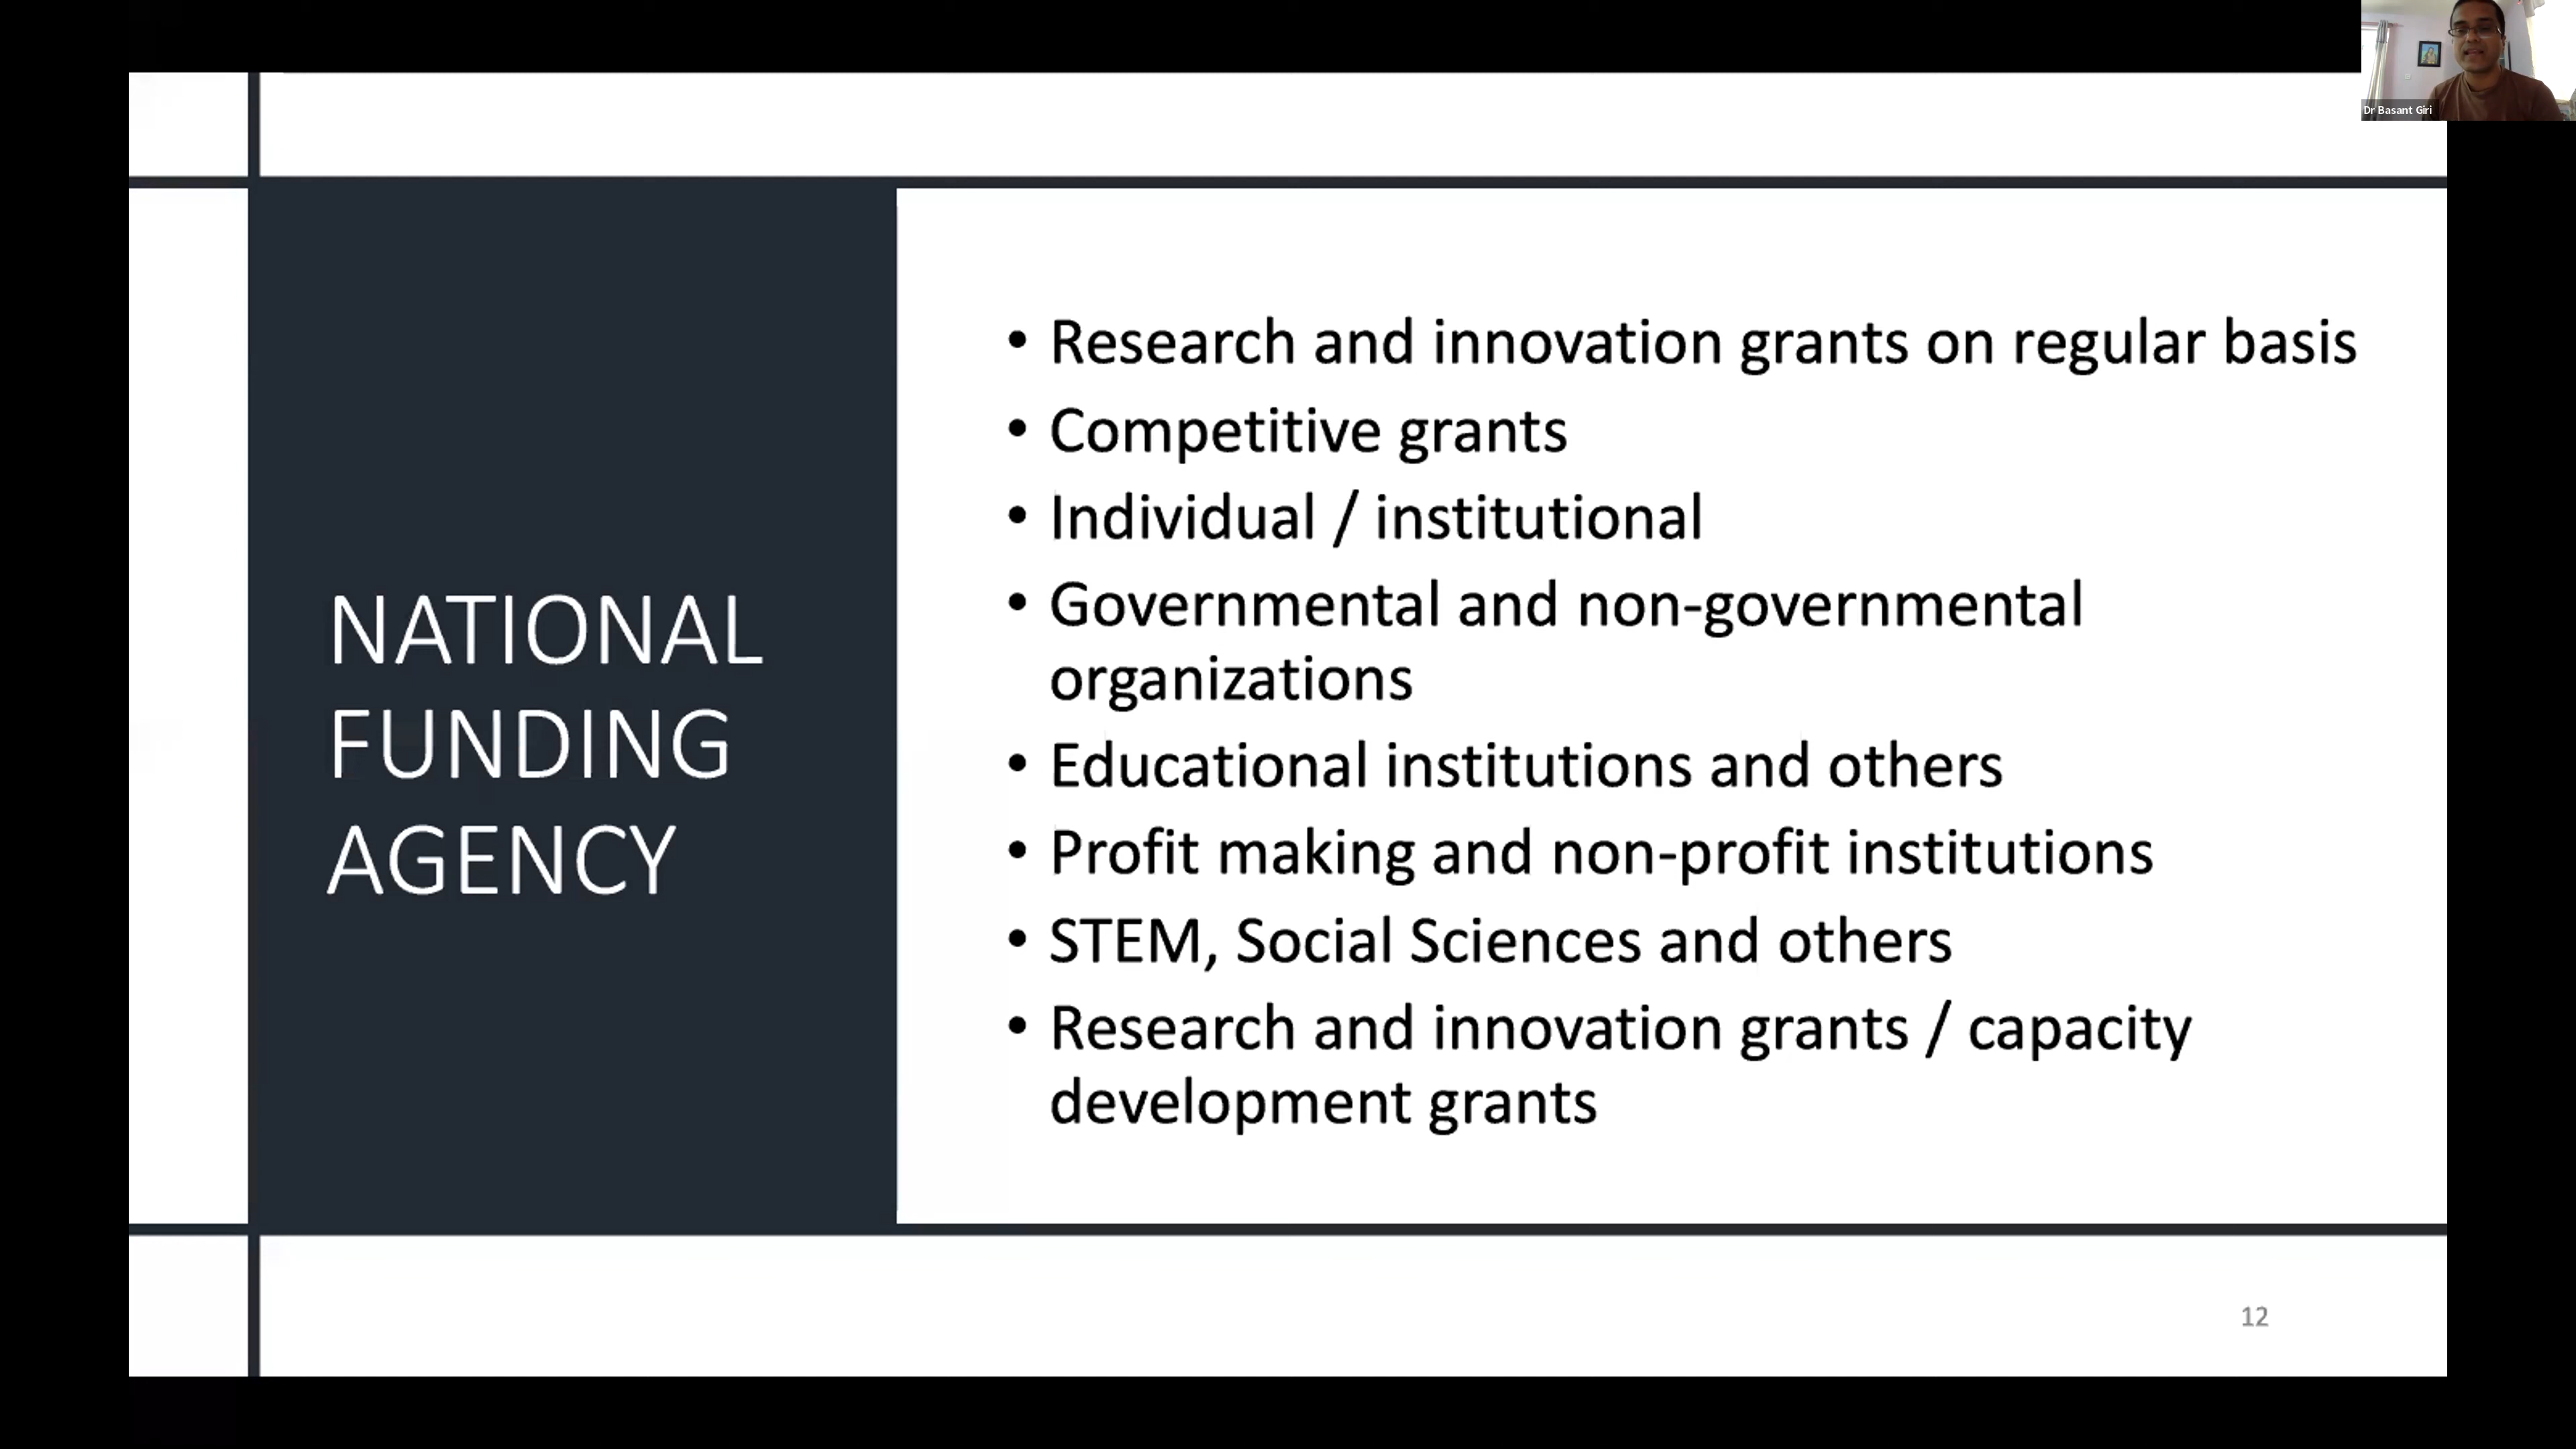 Dr Basant Giri
NATIONAL
FUNDING
AGENCY
• Research and innovation grants on regular basis
• Competitive grants
• Individual / institutional
• Governmental and non-governmental
organizations
• Educational institutions and others
• Profit making and non-profit institutions
• STEM, Social Sciences and others
• Research and innovation grants / capacity
development grants
12